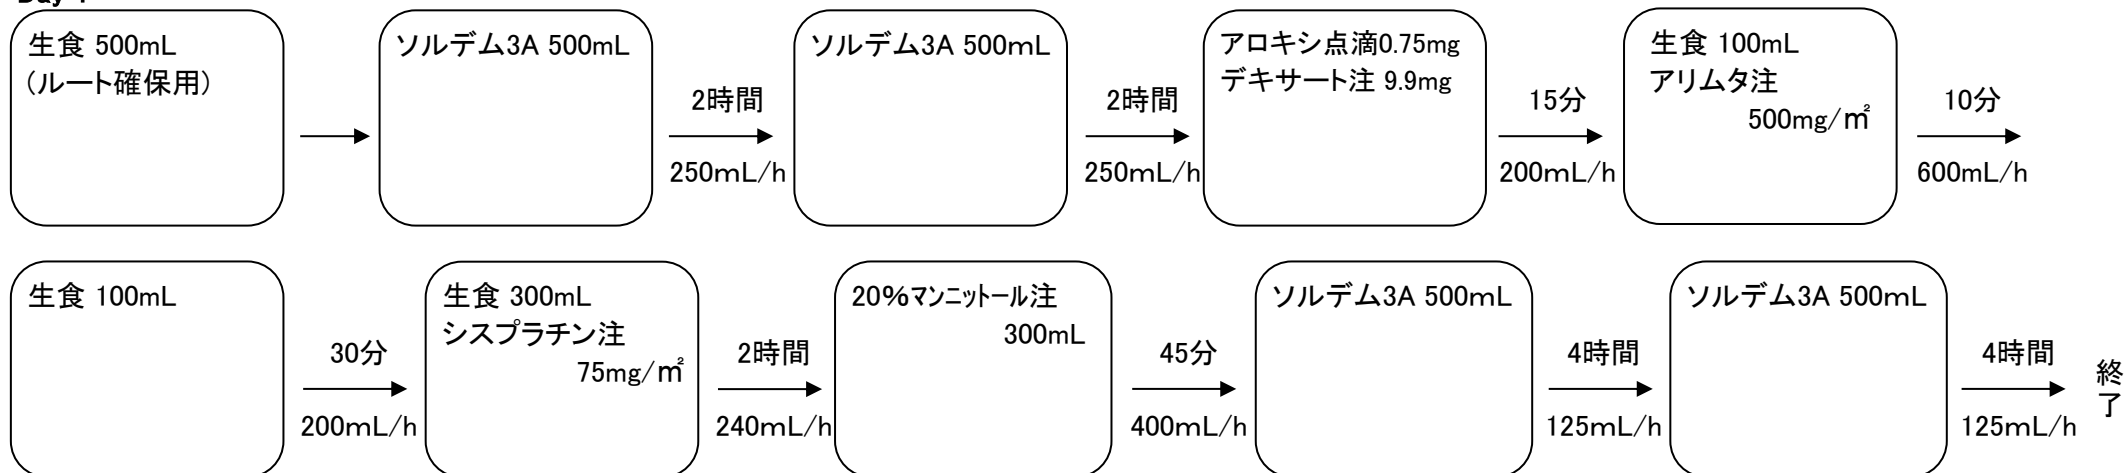 Day 1
生食 500mL
(ルート確保用)
ソルデム3A 500mL
2時間
250mL/h
ソルデム3A 500mL
2時間
250mL/h
アロキシ点滴0.75mg
デキサート注 9.9mg
15分
200mL/h
生食 100mL
アリムタ注
500mg/㎡
10分
600mL/h
生食 100mL
30分
200mL/h
生食 300mL
シスプラチン注
75mg/㎡
2時間
240mL/h
20%マンニットール注
300mL
45分
400mL/h
ソルデム3A 500mL
4時間
125mL/h
ソルデム3A 500mL
4時間
125mL/h
終了